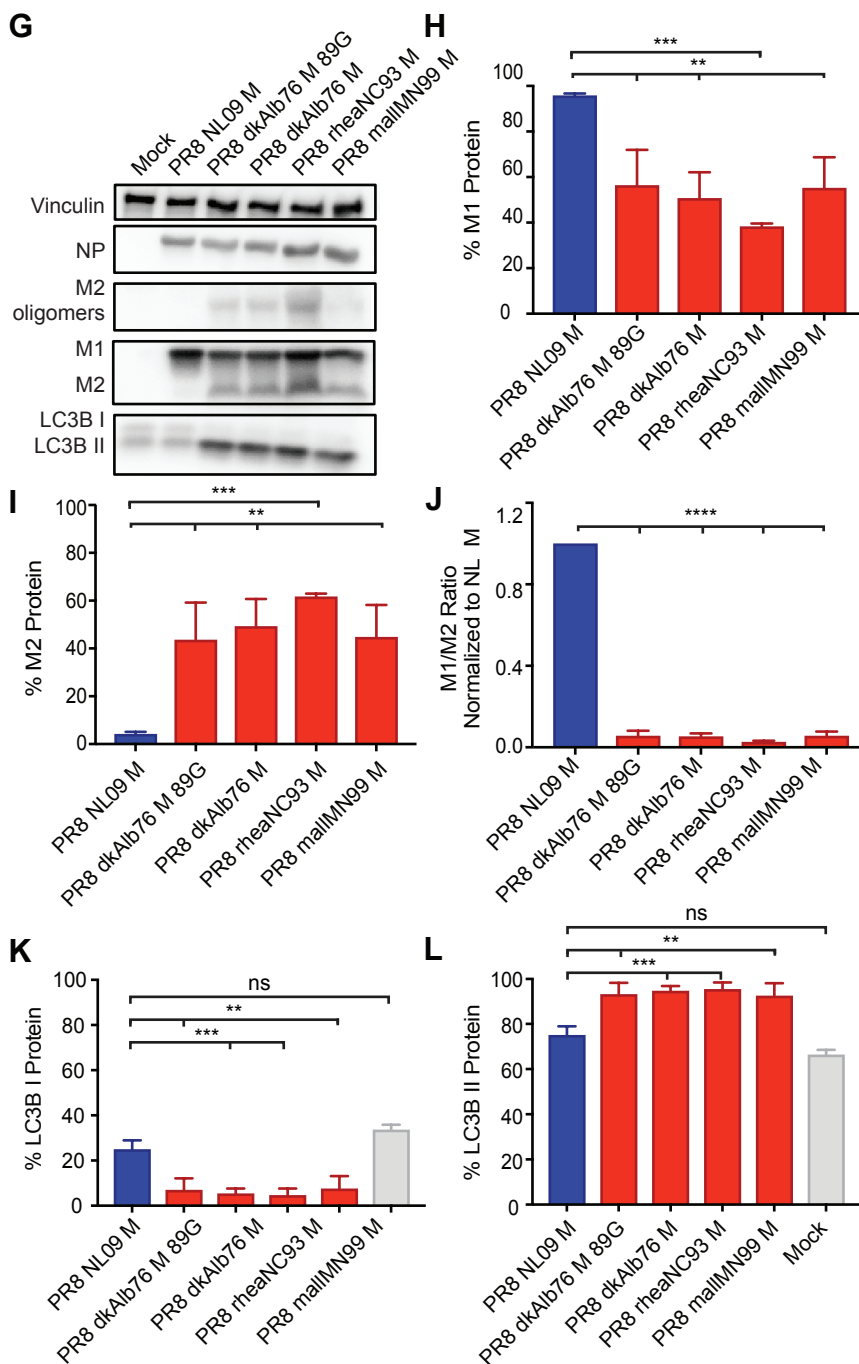 G
Mock
PR8 NL09 M
PR8 dkAlb76 M 89G
PR8 dkAlb76 M
PR8 rheaNC93 M
PR8 mallMN99 M
Vinculin
NP
M2
oligomers
M1
M2
LC3B I
LC3B II
H
% M1 Protein
100
80
60
40
20
0
***
**
PR8 NL09 M
PR8 dkAlb76 M 89G
PR8 dkAlb76 M
PR8 rheaNC93 M
PR8 mallMN99 M
I
% M2 Protein
100
80
60
40
20
0
***
**
PR8 NL09 M
PR8 dkAlb76 M 89G
PR8 dkAlb76 M
PR8 rheaNC93 M
PR8 mallMN99 M
J
M1/M2 Ratio
Normalized to NL M
1.2
0.8
0.4
0.0
****
PR8 NL09 M
PR8 dkAlb76 M 89G
PR8 dkAlb76 M
PR8 rheaNC93 M
PR8 mallMN99 M
K
% LC3B I Protein
100
80
60
40
20
0
ns
**
***
PR8 NL09 M
PR8 dkAlb76 M 89G
PR8 dkAlb76 M
PR8 rheaNC93 M
PR8 mallMN99 M
L
% LC3B II Protein
100
80
60
40
20
0
ns
**
***
PR8 NL09 M
PR8 dkAlb76 M 89G
PR8 dkAlb76 M
PR8 rheaNC93 M
PR8 mallMN99 M
Mock